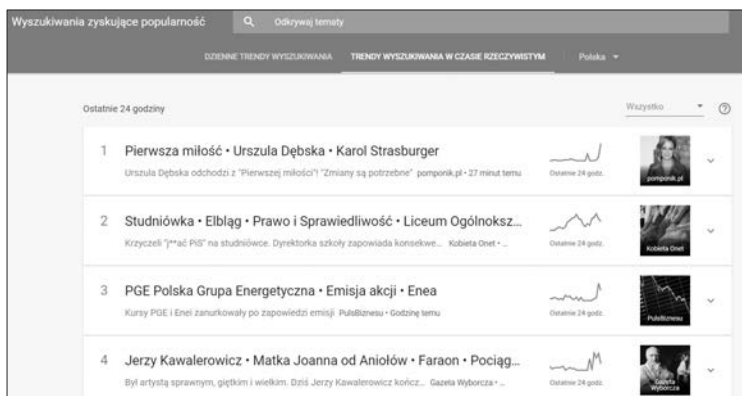 Wyszukiwania zyskujące popularność
Odkrywaj tematy
DZIENNE TRENDY WYSZUKIWANIA TRENDY WYSZUKIWANIA W CZASIE RZECZYWISTYM Polska
Ostatnie 24 godziny
Wszystko
1 Pierwsza miłość • Urszula Dębska • Karol Strasburger
Urszula Dębska odchodzi z "Pierwszej miłości"! "Zmiany są potrzebne" pomponik.pl • 27 minut temu
Ostatnie 24 godz.
pomponik.pl
2 Studniówka • Elbląg • Prawo i Sprawiedliwość • Liceum Ogólnoksz...
Krzyczeli "j**ać PiS" na studniówce. Dyrektorka szkoły zapowiada konsekwe... Kobieta Onet • ...
Ostatnie 24 godz.
Kobieta Onet
3 PGE Polska Grupa Energetyczna • Emisja akcji • Enea
Kursy PGE i Enei zanurkowały po zapowiedzi emisji PulsBiznesu • Godzinę temu
Ostatnie 24 godz.
PulsBiznesu
4 Jerzy Kawalerowicz • Matka Joanna od Aniołów • Faraon • Pociąg...
Był artystą sprawnym, giętkim i wielkim. Dziś Jerzy Kawalerowicz kończ... Gazeta Wyborcza • ...
Ostatnie 24 godz.
Gazeta
Wyborcza